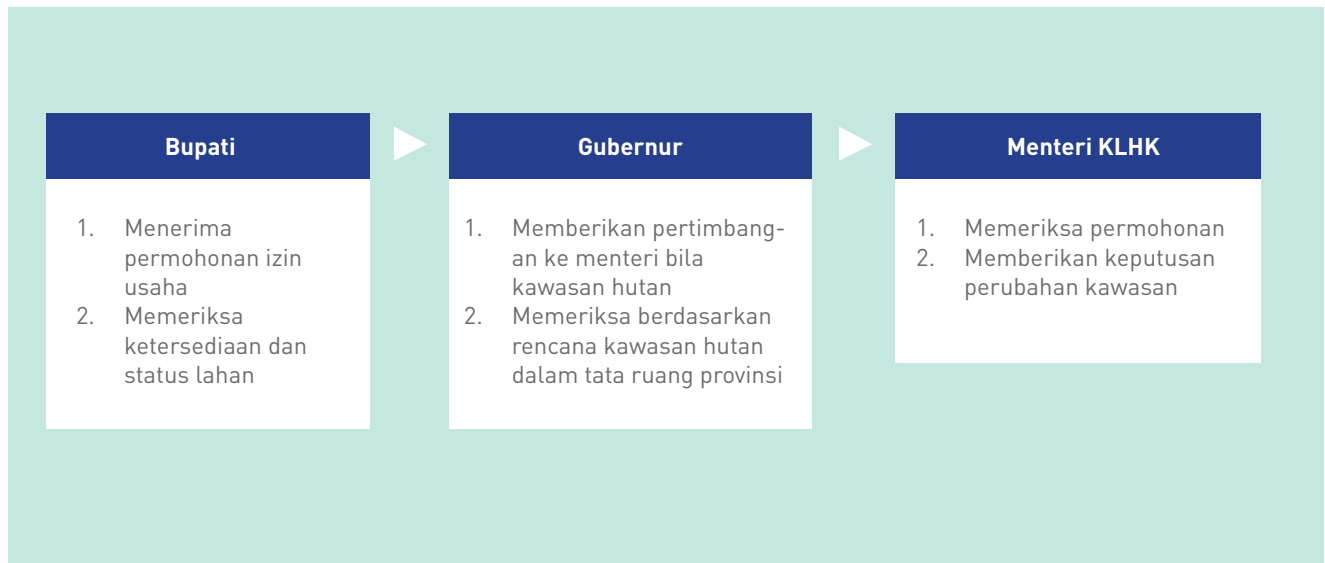 Bupati
1. Menerima
permohonan izin
usaha
2. Memeriksa
ketersediaan dan
status lahan
Gubernur
1. Memberikan pertimbang-
an ke menteri bila
kawasan hutan
2. Memeriksa berdasarkan
rencana kawasan hutan
dalam tata ruang provinsi
Menteri KLHK
1. Memeriksa permohonan
2. Memberikan keputusan
perubahan kawasan